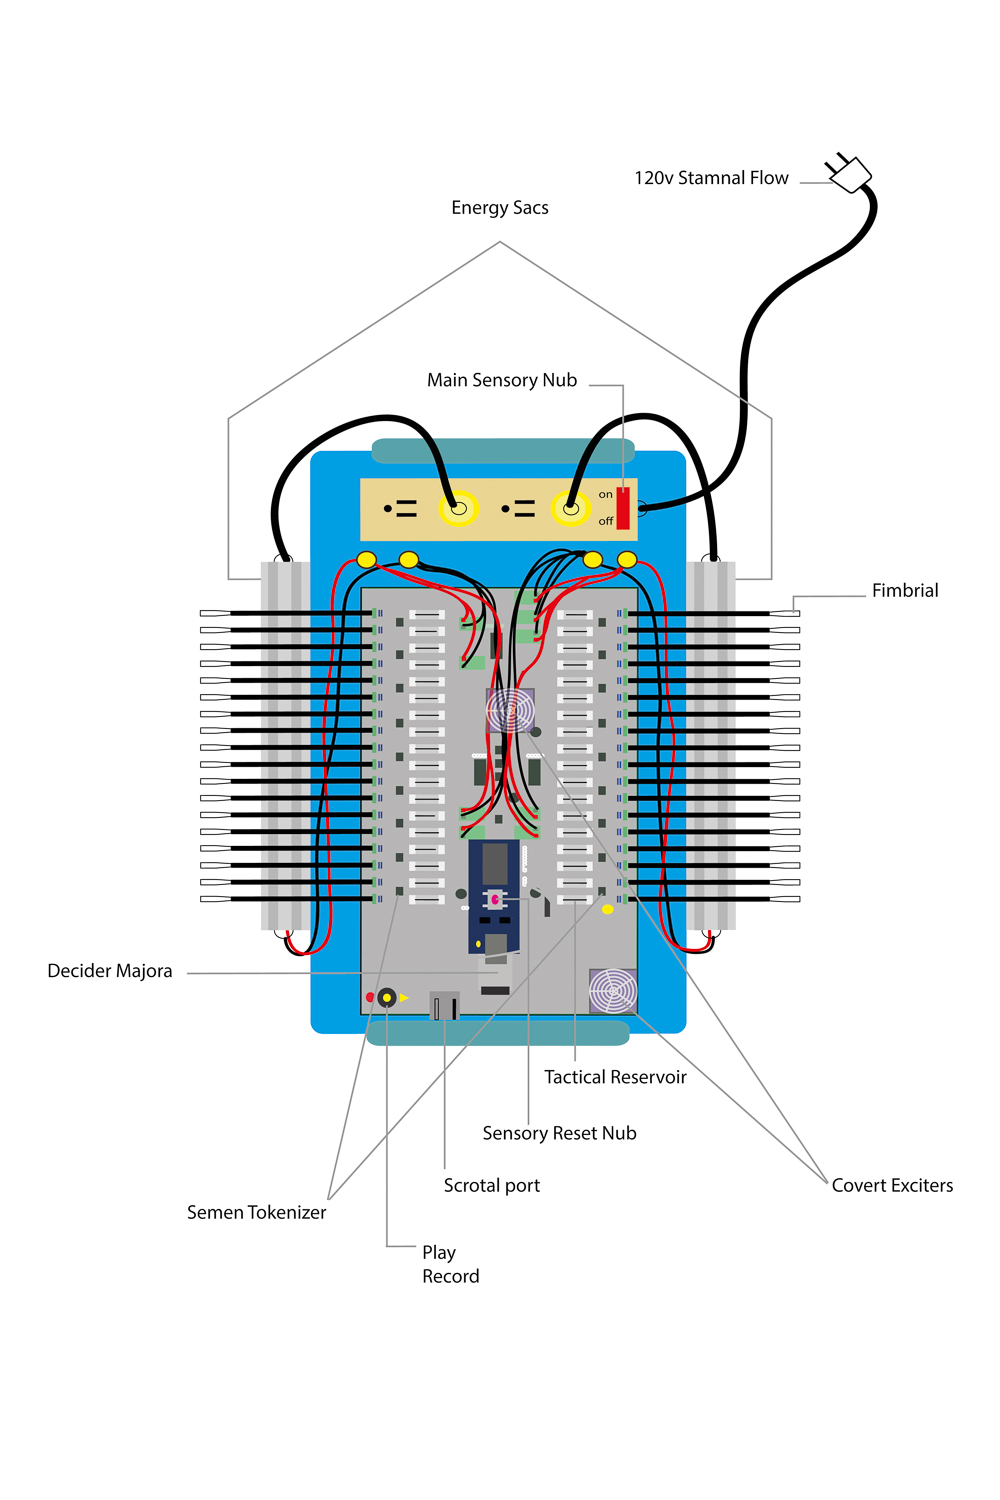 120v Stamnal Flow
Energy Sacs
Main Sensory Nub
on
off
Fimbrial
Decider Majora
Tactical Reservoir
Sensory Reset Nub
Scrotal port
Covert Exciters
Semen Tokenizer
Play
Record